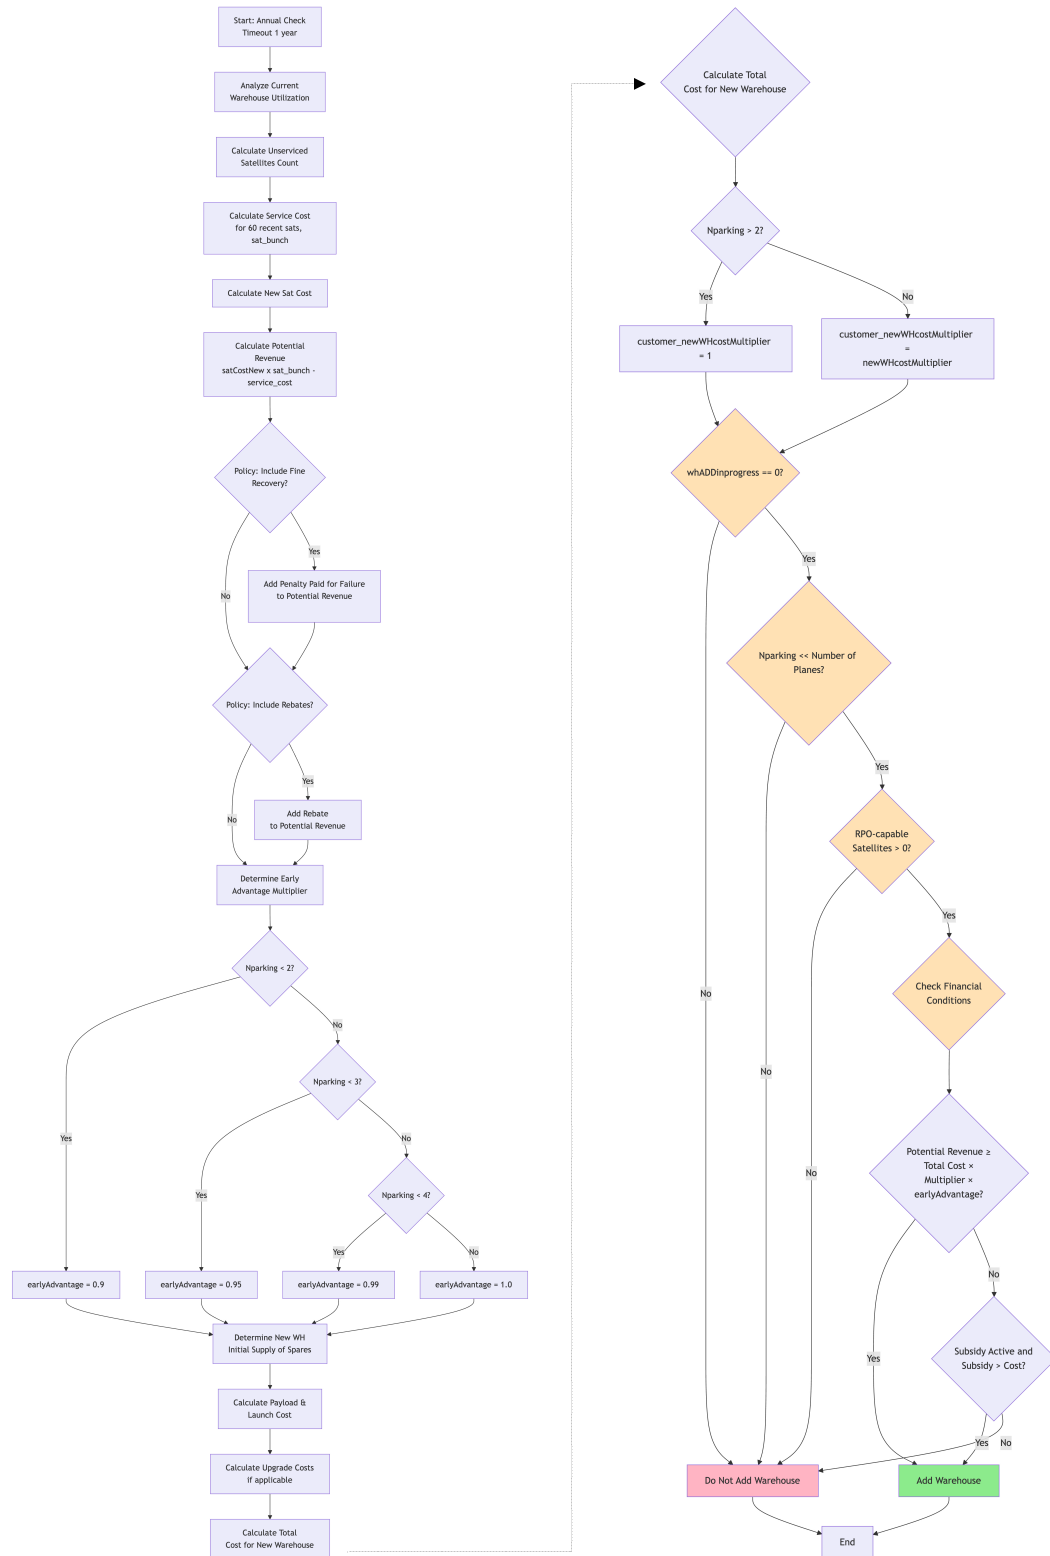 Start: Annual Check
Timeout 1 year
Analyze Current
Warehouse Utilization
Calculate Unserviced
Satellites Count
Calculate Service Cost
for 60 recent sats,
sat_bunch
Calculate New Sat Cost
Calculate Potential
Revenue
satCostNew x sat_bunch -
service_cost
Policy: Include Fine
Recovery?
Yes
No
Add Penalty Paid for Failure
to Potential Revenue
Policy: Include Rebates?
Yes
No
Add Rebate
to Potential Revenue
Determine Early
Advantage Multiplier
Nparking < 2?
No
Nparking < 3?
Yes
No
Yes
Nparking < 4?
Yes
No
earlyAdvantage = 0.9
earlyAdvantage = 0.95
earlyAdvantage = 0.99
earlyAdvantage = 1.0
Determine New WH
Initial Supply of Spares
Calculate Payload &
Launch Cost
Calculate Upgrade Costs
if applicable
Calculate Total
Cost for New Warehouse
Calculate Total
Cost for New Warehouse
Nparking > 2?
Yes
No
customer_newWHcostMultiplier
= 1
customer_newWHcostMultiplier
=
newWHcostMultiplier
whADDinprogress == 0?
Yes
No
Nparking << Number of
Planes?
Yes
No
RPO-capable
Satellites > 0?
Yes
No
Check Financial
Conditions
Potential Revenue ≥
Total Cost ×
Multiplier ×
earlyAdvantage?
No
Yes
Subsidy Active and
Subsidy > Cost?
Yes
No
Do Not Add Warehouse
Add Warehouse
End